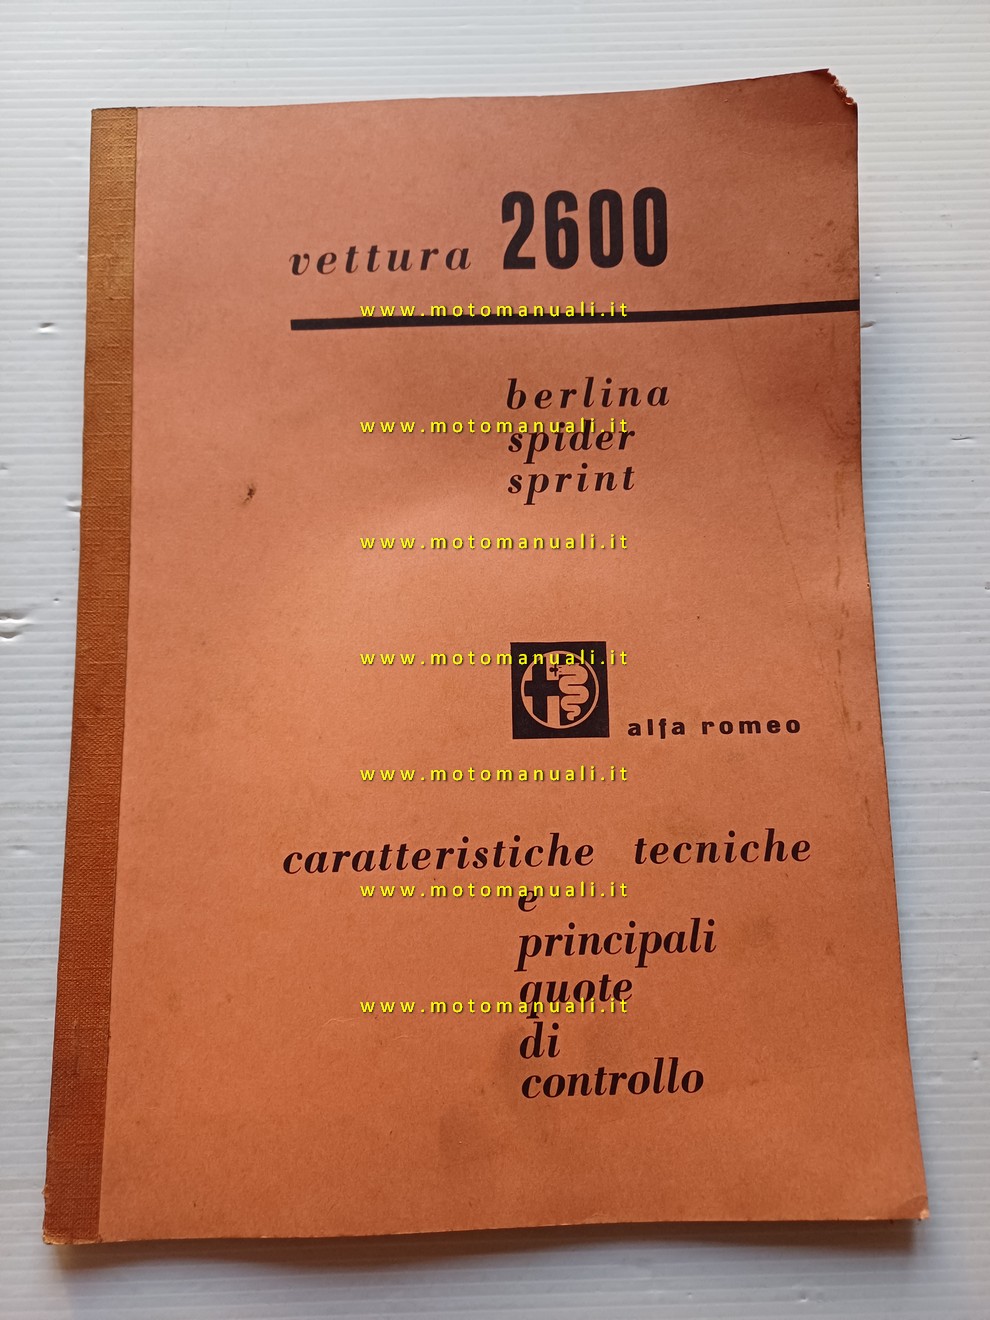 vettura 2600
www.motomanuali.it
berlina
www.motomanuali.it
spider
sprint
www.motomanuali.it
www.motomanuali.it
alfa romeo
www.motomanuali.it
caratteristiche tecniche
www.motomanuali.it
e
principali
quote
www.motomanuali.it
di
controllo